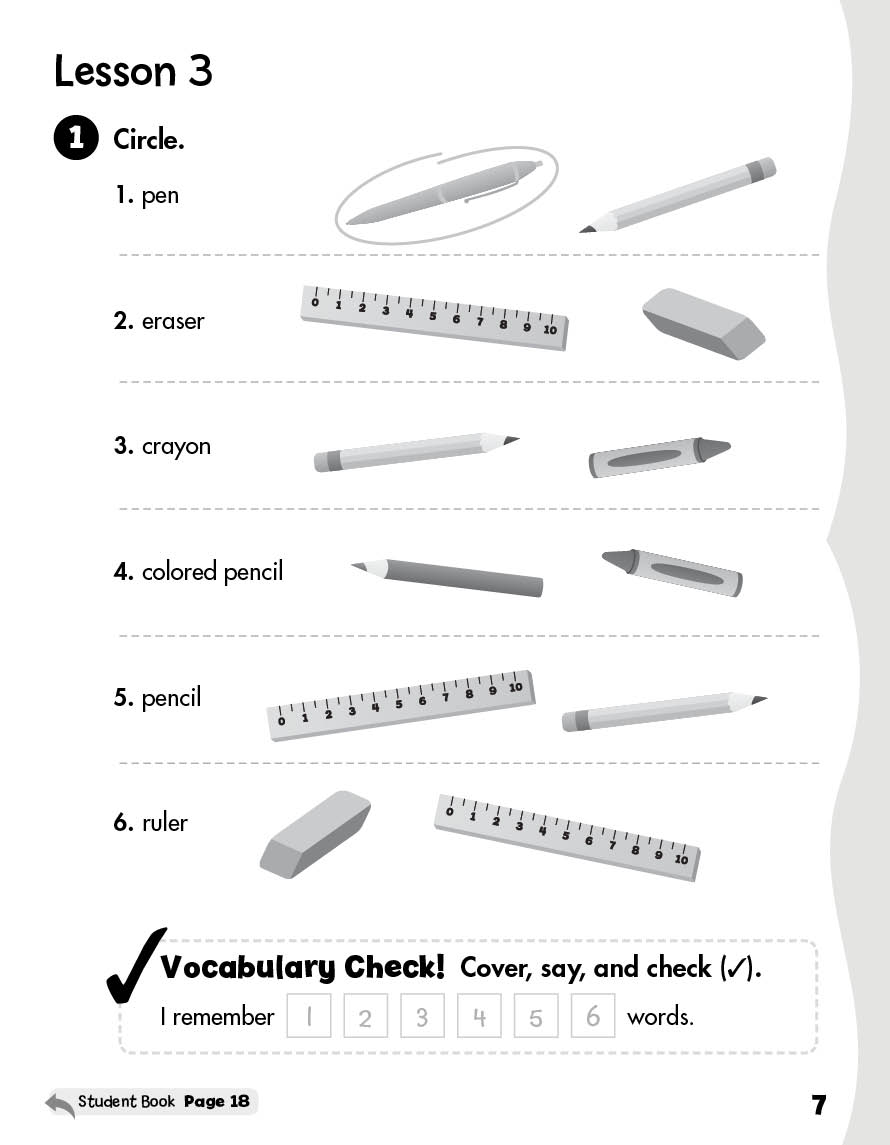 Lesson 3
1 Circle.
1. pen
2. eraser
0 1 2 3 4 5 6 7 8 9 10
3. crayon
4. colored pencil
5. pencil
0 1 2 3 4 5 6 7 8 9 10
6. ruler
0 1 2 3 4 5 6 7 8 9 10
Vocabulary Check! Cover, say, and check (✓).
I remember 1 2 3 4 5 6 words.
Student Book Page 18
7